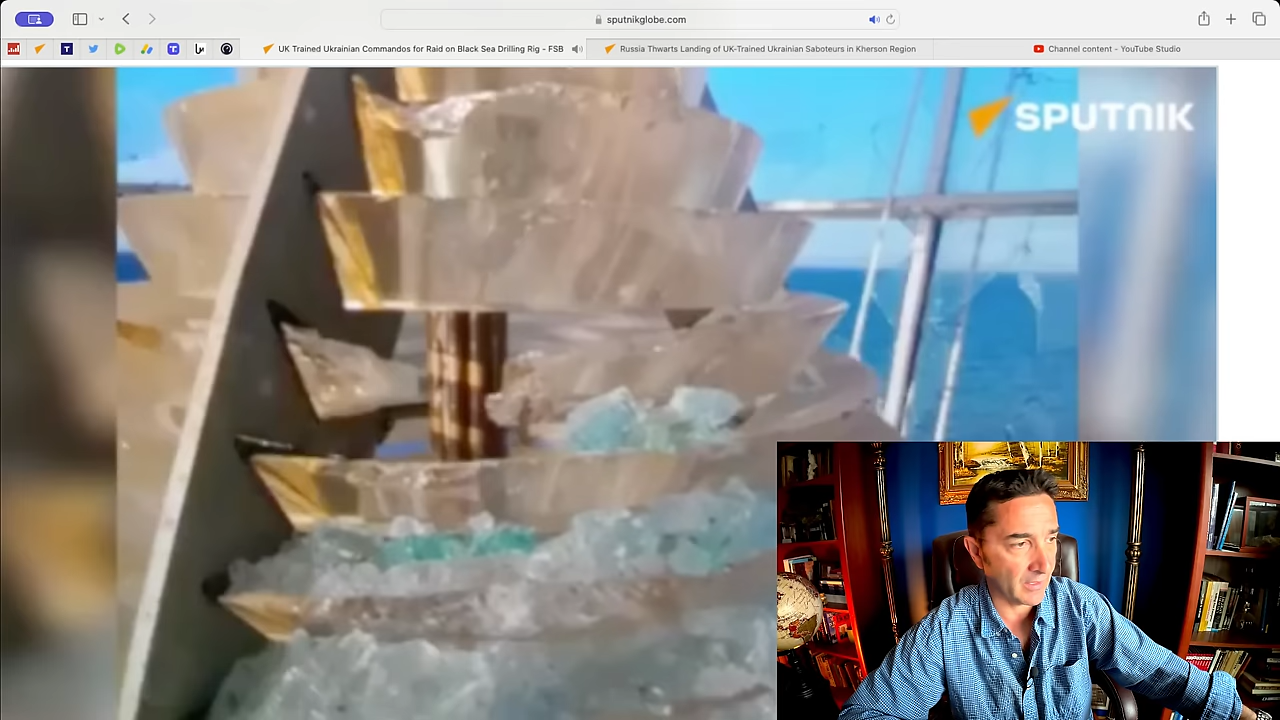 sputnikglobe.com
UK Trained Ukrainian Commandos for Raid on Black Sea Drilling Rig - FSB
Russia Thwarts Landing of UK-Trained Ukrainian Saboteurs in Kherson Region
Channel content - YouTube Studio
SPUTNIK